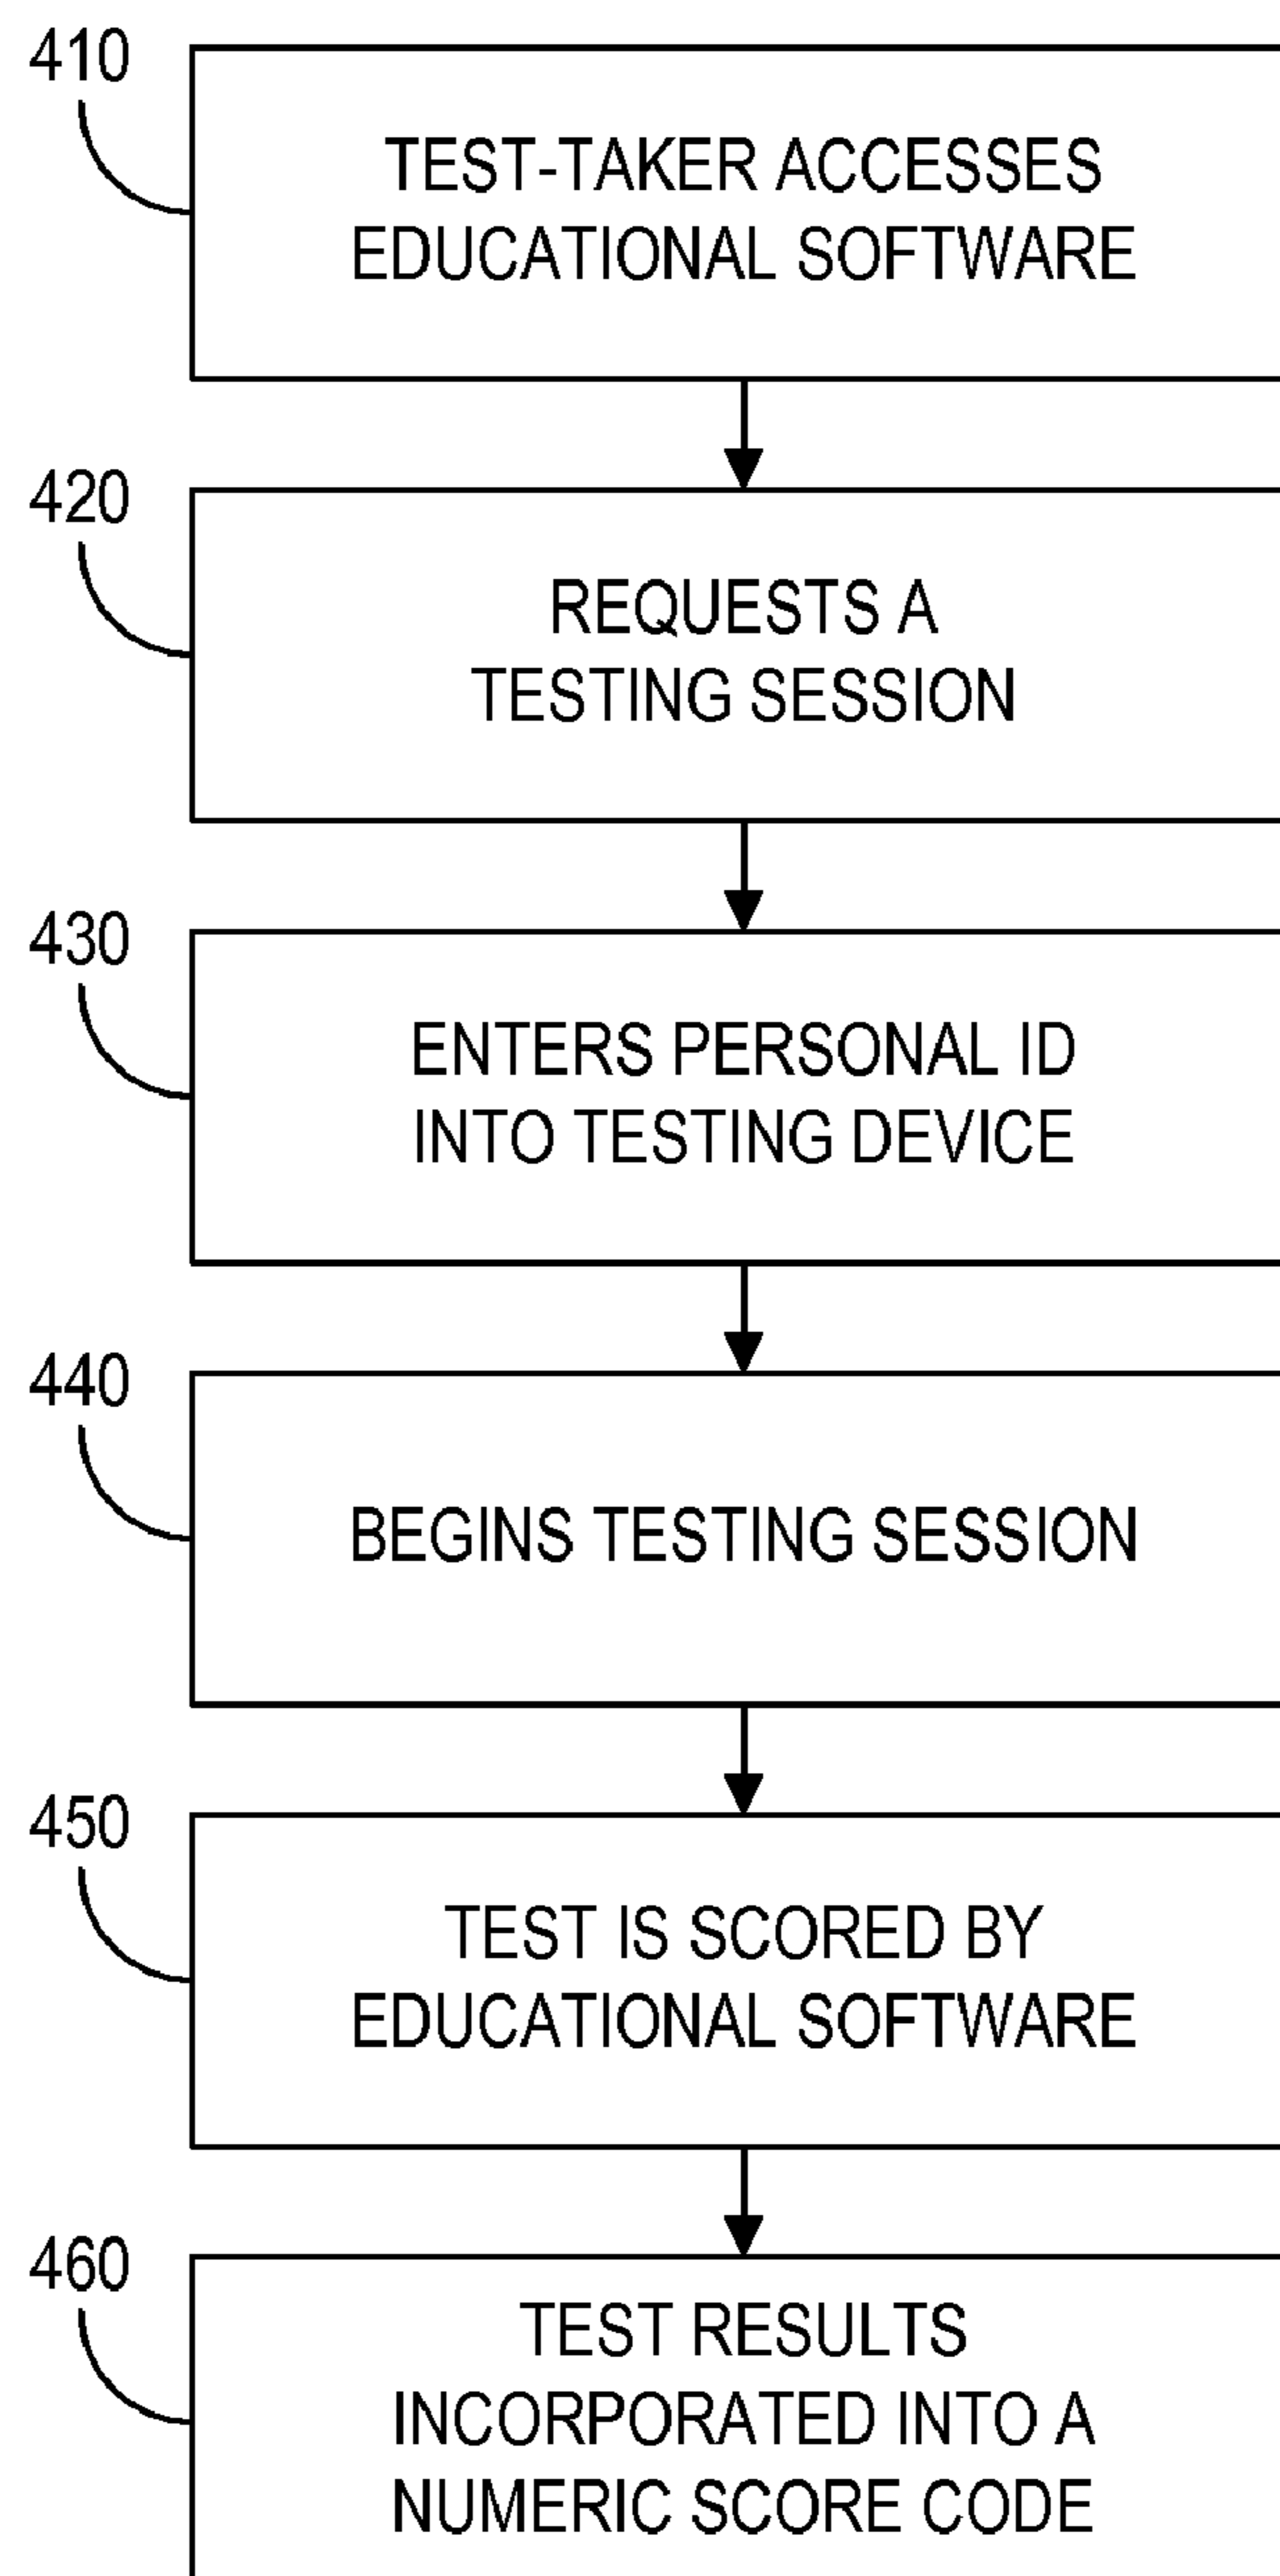 410
TEST-TAKER ACCESSES
EDUCATIONAL SOFTWARE
420
REQUESTS A
TESTING SESSION
430
ENTERS PERSONAL ID
INTO TESTING DEVICE
440
BEGINS TESTING SESSION
450
TEST IS SCORED BY
EDUCATIONAL SOFTWARE
460
TEST RESULTS
INCORPORATED INTO A
NUMERIC SCORE CODE